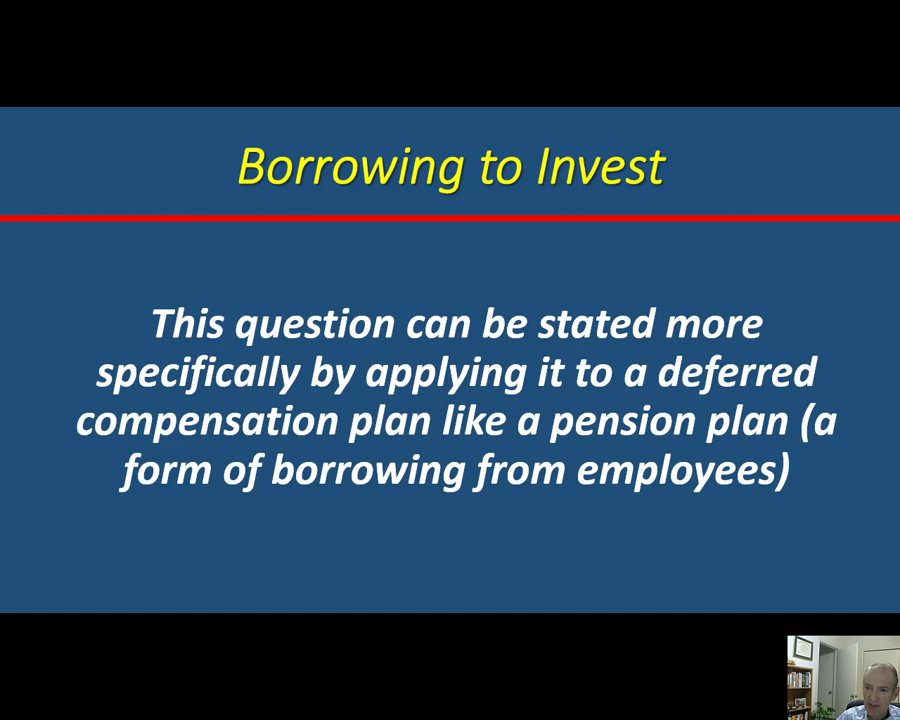 Borrowing to Invest
This question can be stated more
specifically by applying it to a deferred
compensation plan like a pension plan (a
form of borrowing from employees)